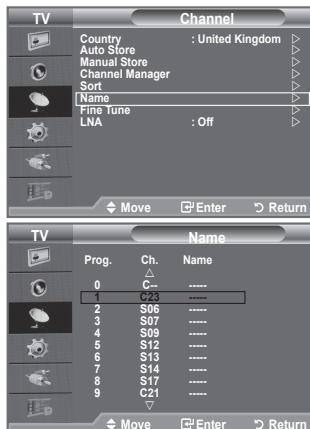 TV Channel
Country : United Kingdom ▷
Auto Store ▷
Manual Store ▷
Channel Manager ▷
Sort ▷
Name ▷
Fine Tune ▷
LNA : Off ▷
Move Enter Return
TV Name
Prog. Ch. Name
△
0 C-- -----
1 C23 -----
2 S06 -----
3 S07 -----
4 S09 -----
5 S12 -----
6 S13 -----
7 S14 -----
8 S17 -----
9 C21 -----
▽
Move Enter Return